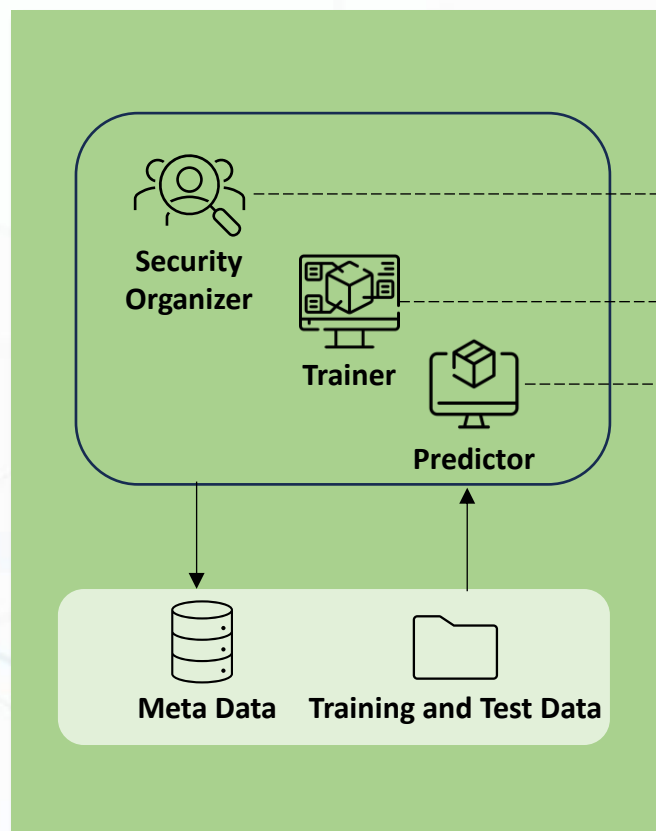 Security
Organizer
Trainer
Predictor
Meta Data
Training and Test Data